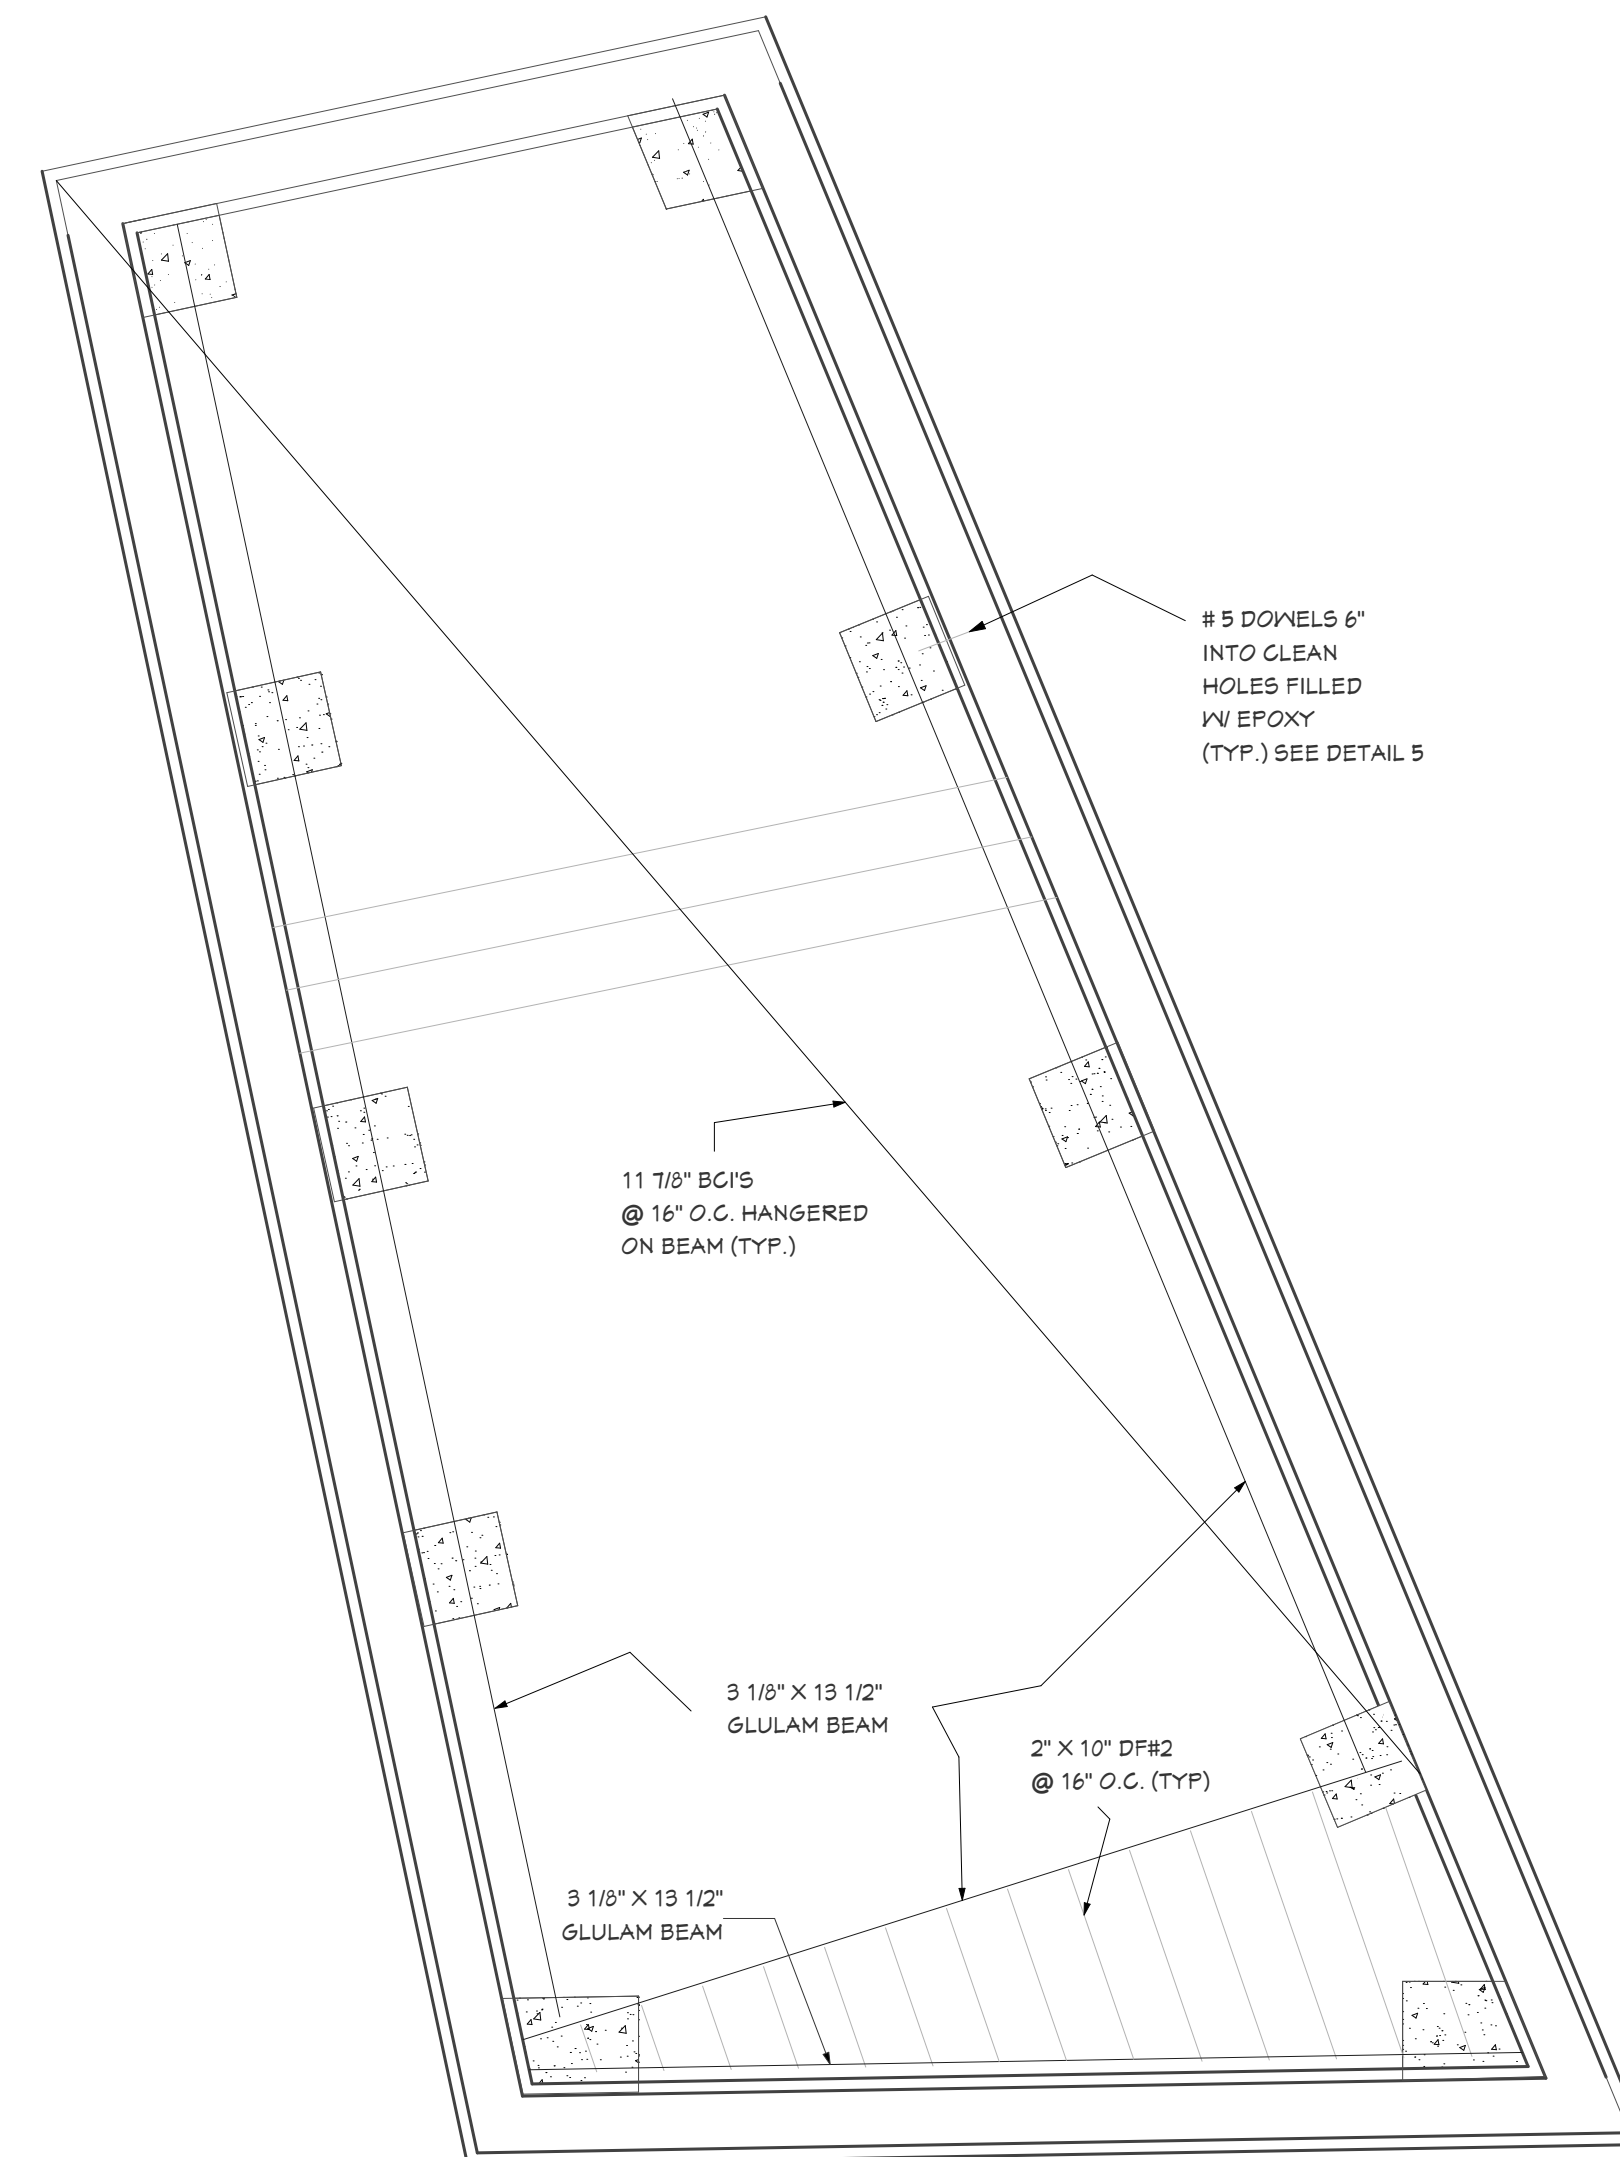 # 5 DOWELS 6"
INTO CLEAN
HOLES FILLED
W/ EPOXY
(TYP.) SEE DETAIL 5
11 7/8" BCI'S
@ 16" O.C. HANGERED
ON BEAM (TYP.)
3 1/8" X 13 1/2"
GLULAM BEAM
2" X 10" DF#2
@ 16" O.C. (TYP)
3 1/8" X 13 1/2"
GLULAM BEAM